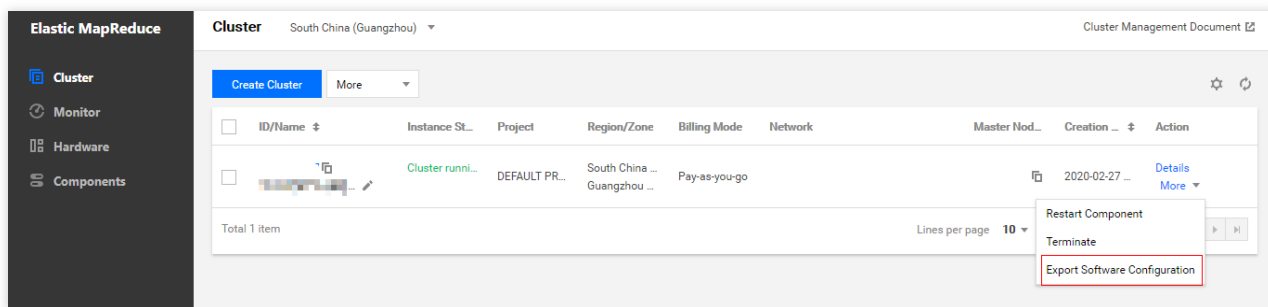 Elastic MapReduce
Cluster
Monitor
Hardware
Components
Cluster South China (Guangzhou)
Cluster Management Document
Create Cluster More
ID/Name Instance St... Project Region/Zone Billing Mode Network Master Nod... Creation ... Action
Cluster runni... DEFAULT PR... South China ... Pay-as-you-go 2020-02-27 ... Details
Guangzhou ... More
Total 1 item Lines per page 10
Restart Component
Terminate
Export Software Configuration